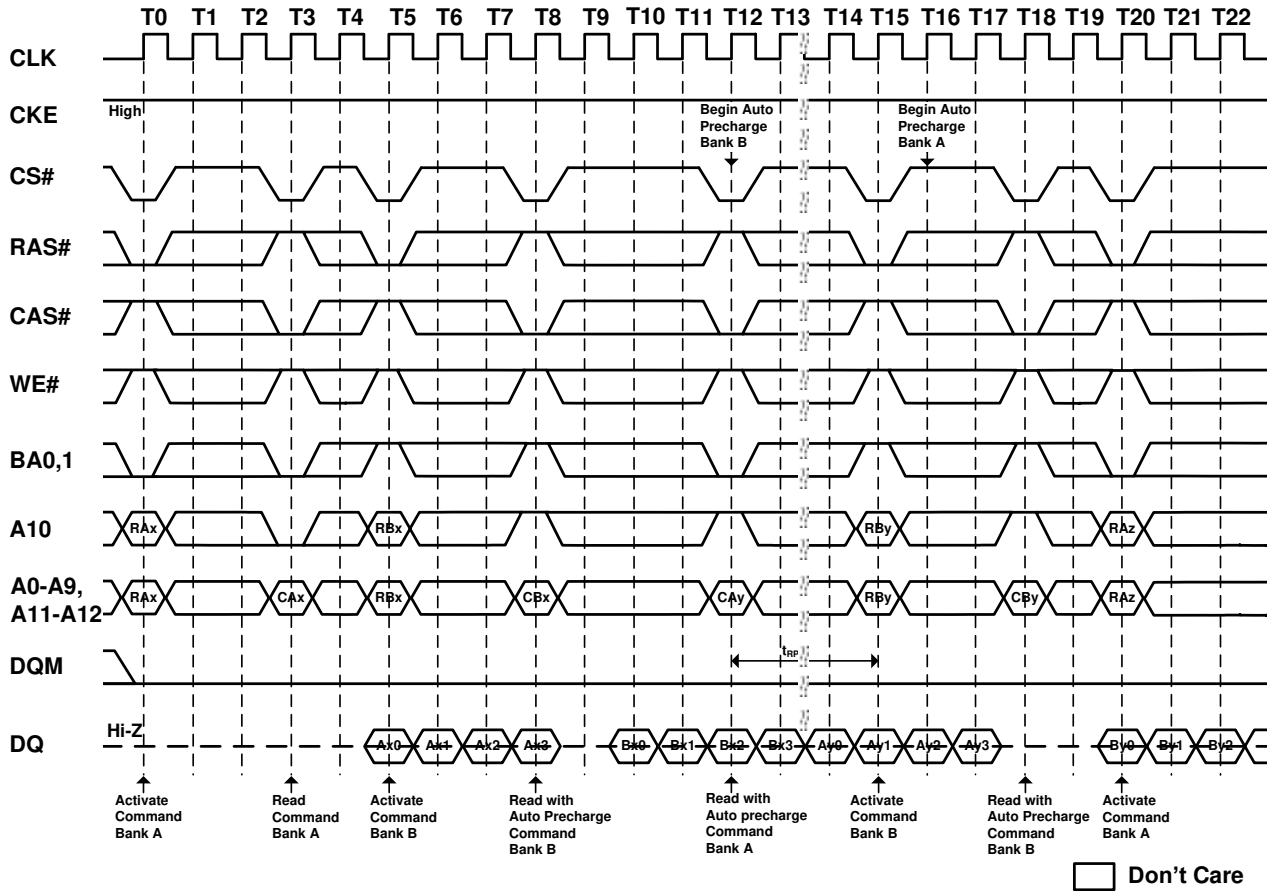 T0 T1 T2 T3 T4 T5 T6 T7 T8 T9 T10 T11 T12 T13 T14 T15 T16 T17 T18 T19 T20 T21 T22
CLK
CKE
High
Begin Auto
Precharge
Bank B
Begin Auto
Precharge
Bank A
CS#
RAS#
CAS#
WE#
BA0,1
A10
RAx RBx RBy RAz
A0-A9,
A11-A12
RAx CAx RBx CBx CAy RBy CBy RAz
DQM
tRP
DQ
Hi-Z
Ax0 Ax1 Ax2 Ax3 Bx0 Bx1 Bx2 Bx3 Ay0 Ay1 Ay2 Ay3 By0 By1 By2
Activate
Command
Bank A
Read
Command
Bank A
Activate
Command
Bank B
Read with
Auto Precharge
Command
Bank B
Read with
Auto precharge
Command
Bank A
Activate
Command
Bank B
Read with
Auto Precharge
Command
Bank B
Activate
Command
Bank A
Don't Care